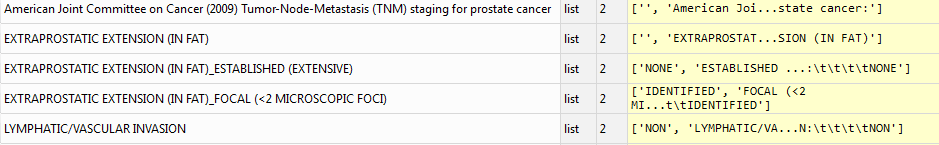 American Joint Committee on Cancer (2009) Tumor-Node-Metastasis (TNM) staging for prostate cancer list 2 ['', 'American Joi...state cancer:']
EXTRAPROSTATIC EXTENSION (IN FAT) list 2 ['', 'EXTRAPROSTAT...SION (IN FAT)']
EXTRAPROSTATIC EXTENSION (IN FAT)_ESTABLISHED (EXTENSIVE) list 2 ['NONE', 'ESTABLISHED ...:\t\t\t\tNONE']
EXTRAPROSTATIC EXTENSION (IN FAT)_FOCAL (<2 MICROSCOPIC FOCI) list 2 ['IDENTIFIED', 'FOCAL (<2
MI...t\tIDENTIFIED']
LYMPHATIC/VASCULAR INVASION list 2 ['NON', 'LYMPHATIC/VA...N:\t\t\t\tNON']